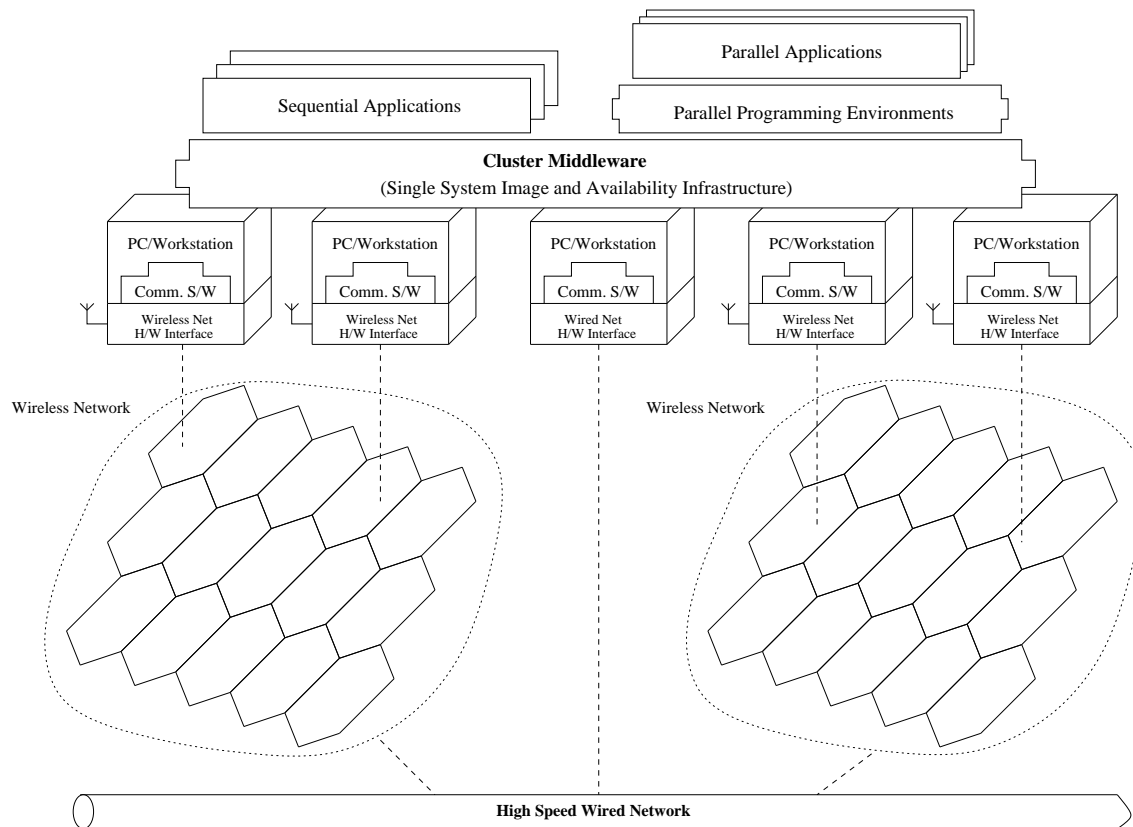 Parallel Applications
Sequential Applications
Parallel Programming Environments
Cluster Middleware
(Single System Image and Availability Infrastructure)
PC/Workstation
Comm. S/W
Wireless Net
H/W Interface
PC/Workstation
Comm. S/W
Wireless Net
H/W Interface
PC/Workstation
Comm. S/W
Wired Net
H/W Interface
PC/Workstation
Comm. S/W
Wireless Net
H/W Interface
PC/Workstation
Comm. S/W
Wireless Net
H/W Interface
Wireless Network
Wireless Network
High Speed Wired Network